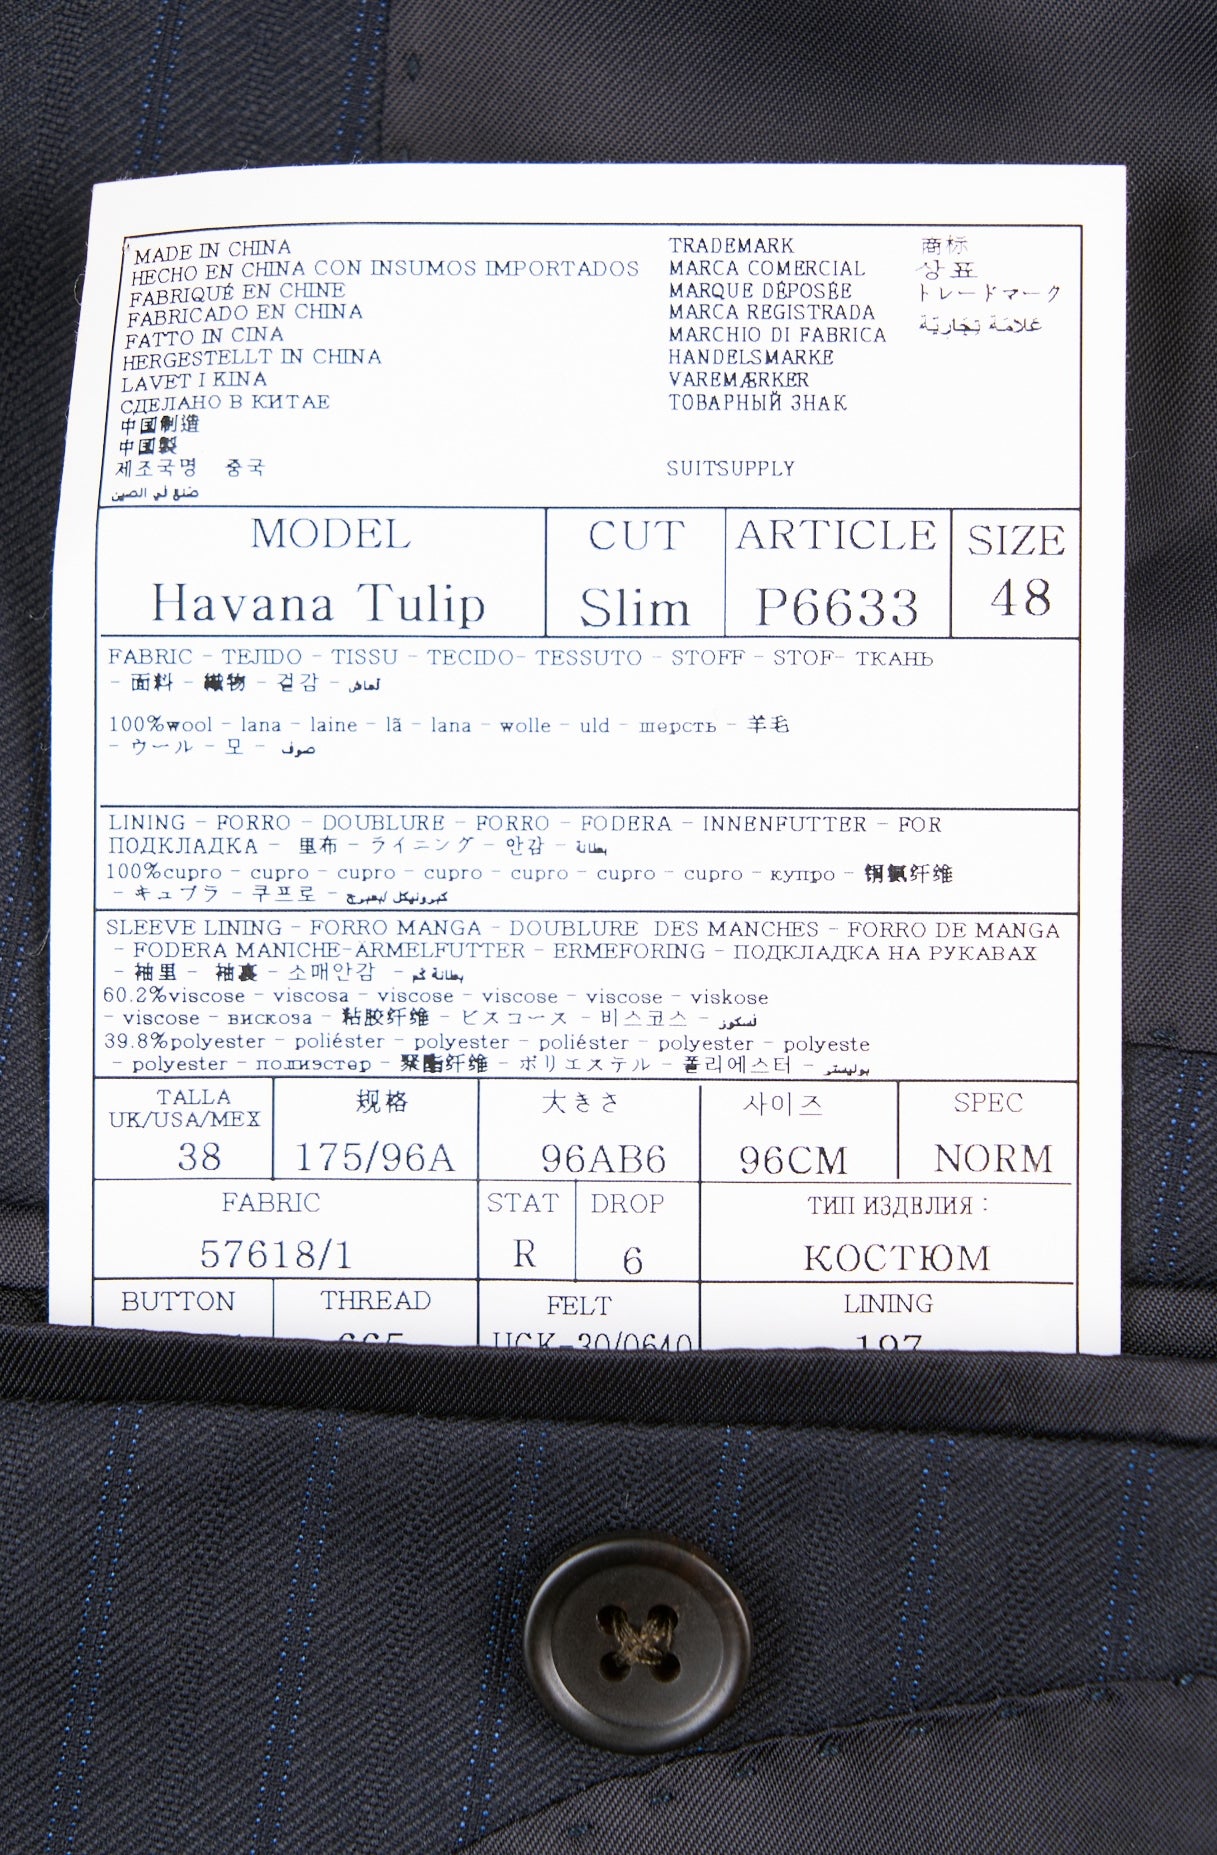 MADE IN CHINA
HECHO EN CHINA CON INSUMOS IMPORTADOS
FABRIQUÉ EN CHINE
FABRICADO EN CHINA
FATTO IN CINA
HERGESTELLT IN CHINA
LAVET I KINA
СДЕЛАНО В КИТАЕ
中国制造
中国製
제조국명 중국
صنع في الصين
TRADEMARK
MARCA COMERCIAL
MARQUE DÉPOSÉE
MARCA REGISTRADA
MARCHIO DI FABRICA
HANDELSMARKE
VAREMÆRKER
ТОВАРНЫЙ ЗНАК
SUITSUPPLY
商标
상표
トレードマーク
عَلامَة تِجَارِيَّة
MODEL
Havana Tulip
CUT
Slim
ARTICLE
P6633
SIZE
48
FABRIC - TEJIDO - TISSU - TECIDO- TESSUTO - STOFF - STOF- ТКАНЬ
- 面料 - 織物 - 겉감 - لماش
100%wool - lana - laine - lã - lana - wolle - uld - шерсть - 羊毛
- ウール - 모 - صوف
LINING - FORRO - DOUBLURE - FORRO - FODERA - INNENFUTTER - FOR
ПОДКЛАДКА - 里布 - ライニング - 안감 - بطانة
100%cupro - cupro - cupro - cupro - cupro - cupro - cupro - купро - 铜氨纤维
- キュプラ - 쿠프로 -
SLEEVE LINING - FORRO MANGA - DOUBLURE DES MANCHES - FORRO DE MANGA
- FODERA MANICHE-ÄRMELFUTTER - ERMEFORING - ПОДКЛАДКА НА РУКАВАХ
- 袖里 - 袖裏 - 소매안감 - بطانة كم
60.2%viscose - viscosa - viscose - viscose - viscose - viskose
- viscose - вискоза - 粘胶纤维 - ビスコース - 비스코스 -
39.8%polyester - poliéster - polyester - poliéster - polyester - polyeste
- polyester - полиэстер - 聚酯纤维 - ポリエステル - 폴리에스터 - بوليستر
TALLA
UK/USA/MEX
38
规格
175/96A
大きさ
96AB6
사이즈
96CM
SPEC
NORM
FABRIC
57618/1
STAT
R
DROP
6
ТИП ИЗДЕЛИЯ :
КОСТЮМ
BUTTON
THREAD
665
FELT
UCK-30/0640
LINING
197